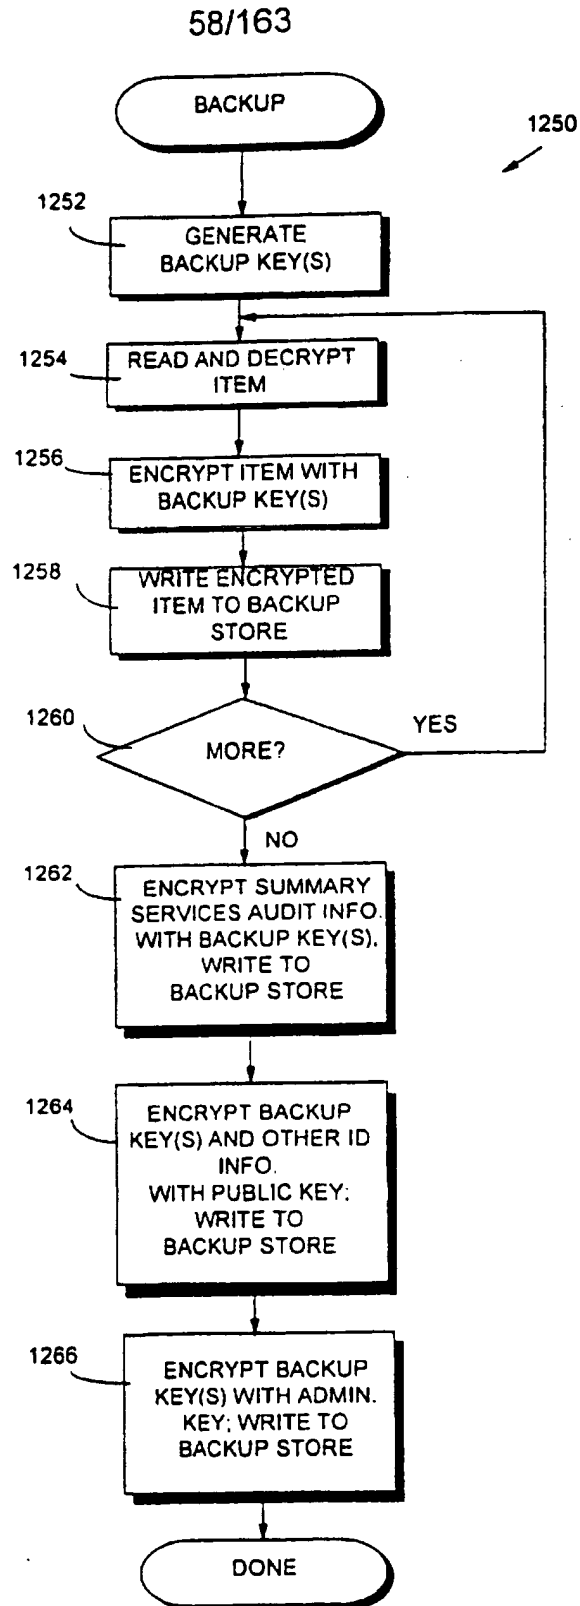 58/163
BACKUP
1250
1252
GENERATE
BACKUP KEY(S)
1254
READ AND DECRYPT
ITEM
1256
ENCRYPT ITEM WITH
BACKUP KEY(S)
1258
WRITE ENCRYPTED
ITEM TO BACKUP
STORE
1260
MORE?
YES
NO
1262
ENCRYPT SUMMARY
SERVICES AUDIT INFO.
WITH BACKUP KEY(S),
WRITE TO
BACKUP STORE
1264
ENCRYPT BACKUP
KEY(S) AND OTHER ID
INFO.
WITH PUBLIC KEY;
WRITE TO
BACKUP STORE
1266
ENCRYPT BACKUP
KEY(S) WITH ADMIN.
KEY; WRITE TO
BACKUP STORE
DONE